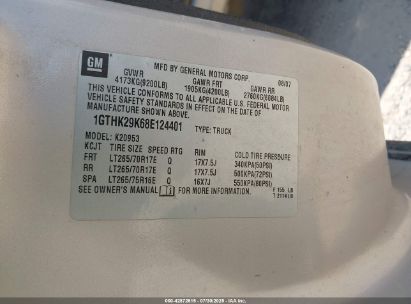 GM
MFD BY GENERAL MOTORS CORP. 08/07
GVWR GAWR FRT GAWR RR
4173KG(9200LB) 1905KG(4200LB) 2760KG(6084LB)
THIS VEHICLE CONFORMS TO ALL APPLICABLE U.S. FEDERAL MOTOR
VEHICLE SAFETY STANDARDS IN EFFECT ON THE DATE OF
MANUFACTURE SHOWN ABOVE.
1GTHK29K68E124401 TYPE: TRUCK
MODEL: K20953
KCJT TIRE SIZE SPEED RTG RIM COLD TIRE PRESSURE
FRT LT265/70R17E Q 17X7.5J 340KPA(50PSI)
RR LT265/70R17E Q 17X7.5J 500KPA(72PSI)
SPA LT265/75R16E Q 16X7J 550KPA(80PSI)
SEE OWNER'S MANUAL FOR MORE INFORMATION.